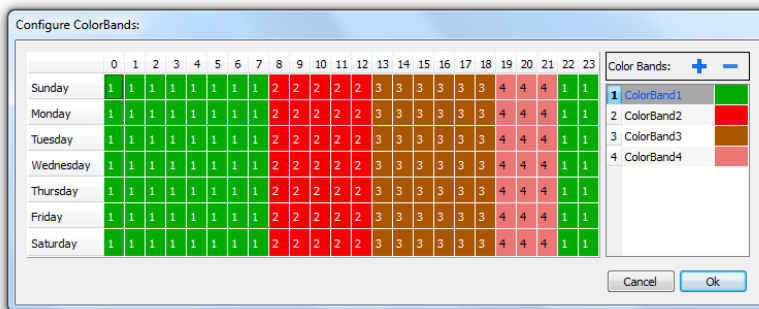 Configure ColorBands:
0 1 2 3 4 5 6 7 8 9 10 11 12 13 14 15 16 17 18 19 20 21 22 23
Sunday 1 1 1 1 1 1 1 1 2 2 2 2 2 3 3 3 3 3 3 4 4 4 1 1
Monday 1 1 1 1 1 1 1 1 2 2 2 2 2 3 3 3 3 3 3 4 4 4 1 1
Tuesday 1 1 1 1 1 1 1 1 2 2 2 2 2 3 3 3 3 3 3 4 4 4 1 1
Wednesday 1 1 1 1 1 1 1 1 2 2 2 2 2 3 3 3 3 3 3 4 4 4 1 1
Thursday 1 1 1 1 1 1 1 1 2 2 2 2 2 3 3 3 3 3 3 4 4 4 1 1
Friday 1 1 1 1 1 1 1 1 2 2 2 2 2 3 3 3 3 3 3 4 4 4 1 1
Saturday 1 1 1 1 1 1 1 1 2 2 2 2 2 3 3 3 3 3 3 4 4 4 1 1
Color Bands:
1 ColorBand1
2 ColorBand2
3 ColorBand3
4 ColorBand4
Cancel Ok